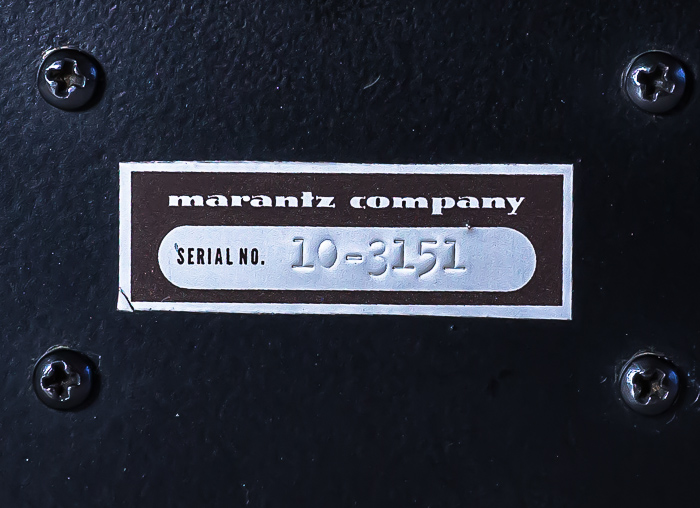 marantz company
SERIAL NO. 10-3151